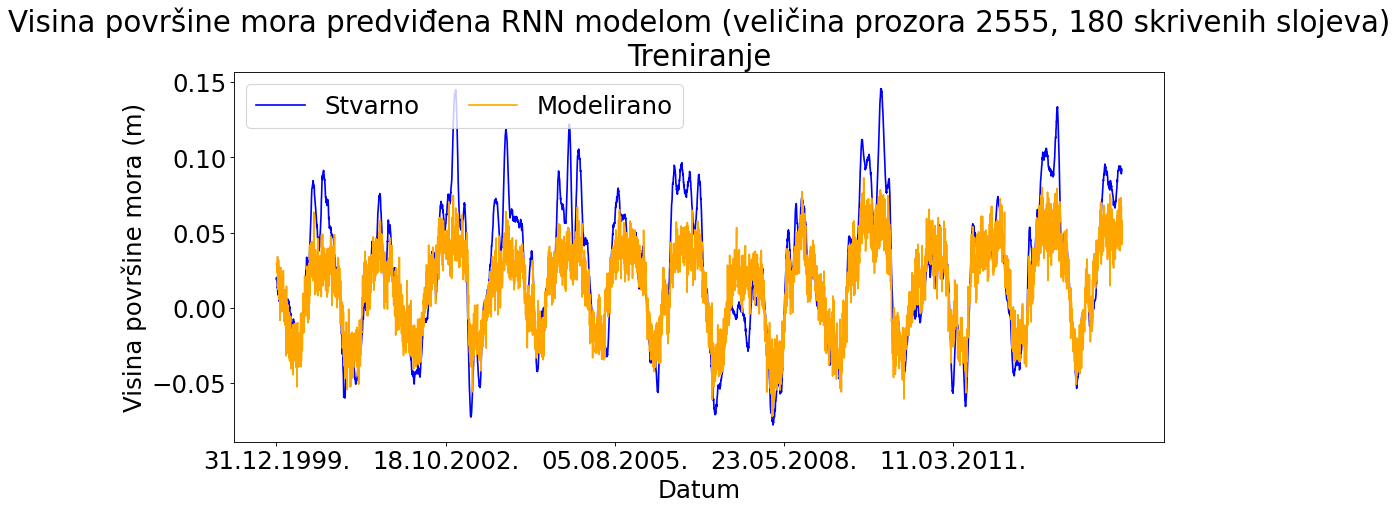 Visina površine mora predviđena RNN modelom (veličina prozora 2555, 180 skrivenih slojeva)
Treniranje
Stvarno Modelirano
Visina površine mora (m)
0.15
0.10
0.05
0.00
−0.05
31.12.1999. 18.10.2002. 05.08.2005. 23.05.2008. 11.03.2011.
Datum